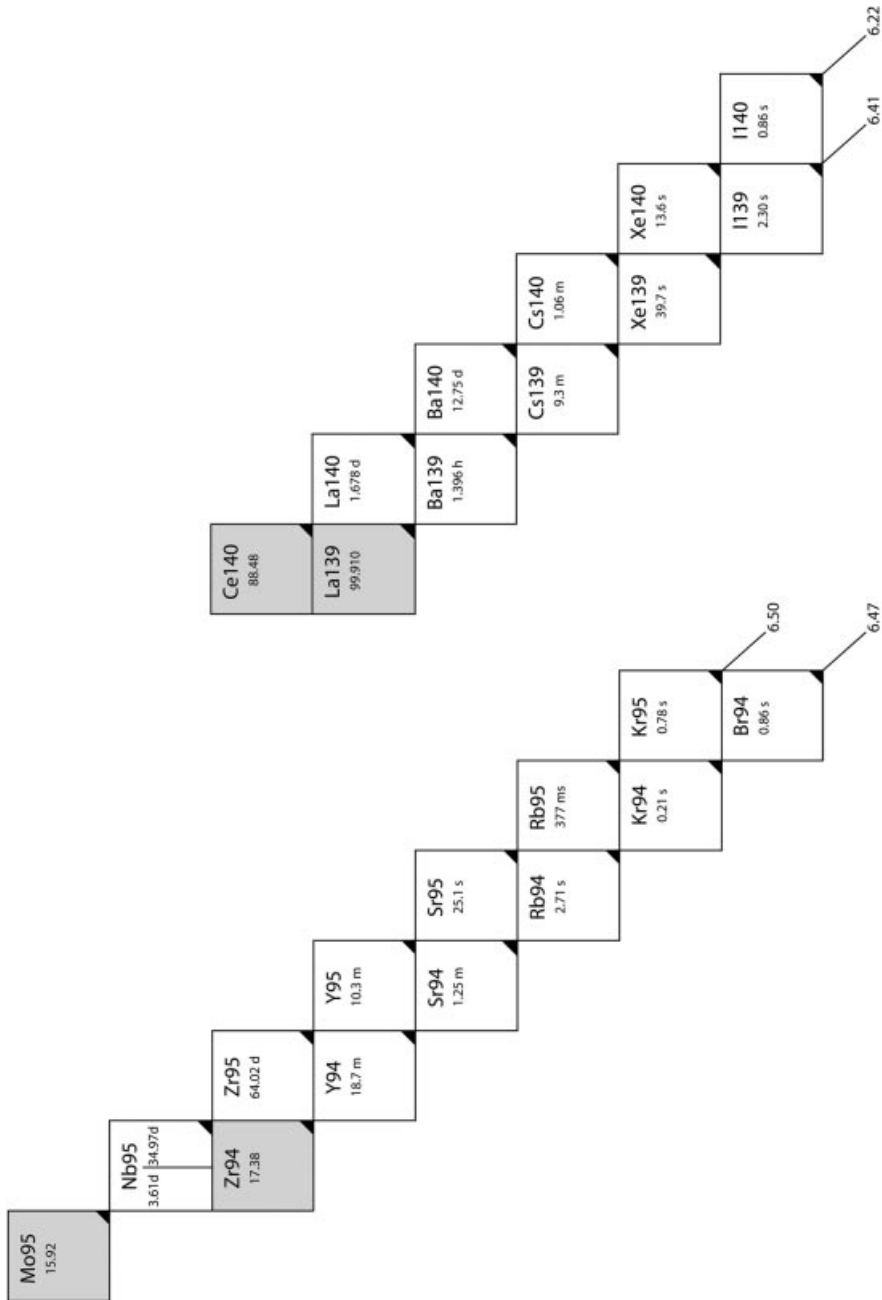 Mo95
15.92
Nb95
3.61d
34.97d
Zr95
64.02 d
Zr94
17.38
Y95
10.3 m
Y94
18.7 m
Sr95
25.1 s
Sr94
1.25 m
Rb95
377 ms
Rb94
2.71 s
Kr95
0.78 s
Kr94
0.21 s
Br94
0.86 s
6.50
6.47
Ce140
88.48
La140
1.678 d
La139
99.910
Ba140
12.75 d
Ba139
1.396 h
Cs140
1.06 m
Cs139
9.3 m
Xe140
13.6 s
Xe139
39.7 s
I140
0.86 s
I139
2.30 s
6.22
6.41